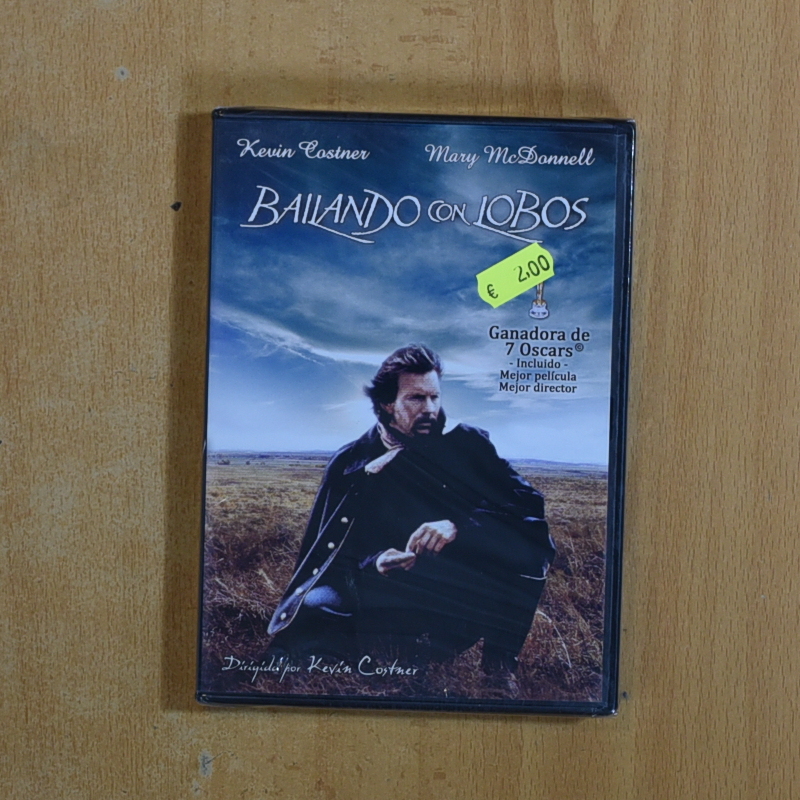 Kevin Costner
Mary McDonnell
BAILANDO CON LOBOS
€ 2,00
Ganadora de
7 Oscars©
- Incluido -
Mejor película
Mejor director
Dirigida por Kevin Costner